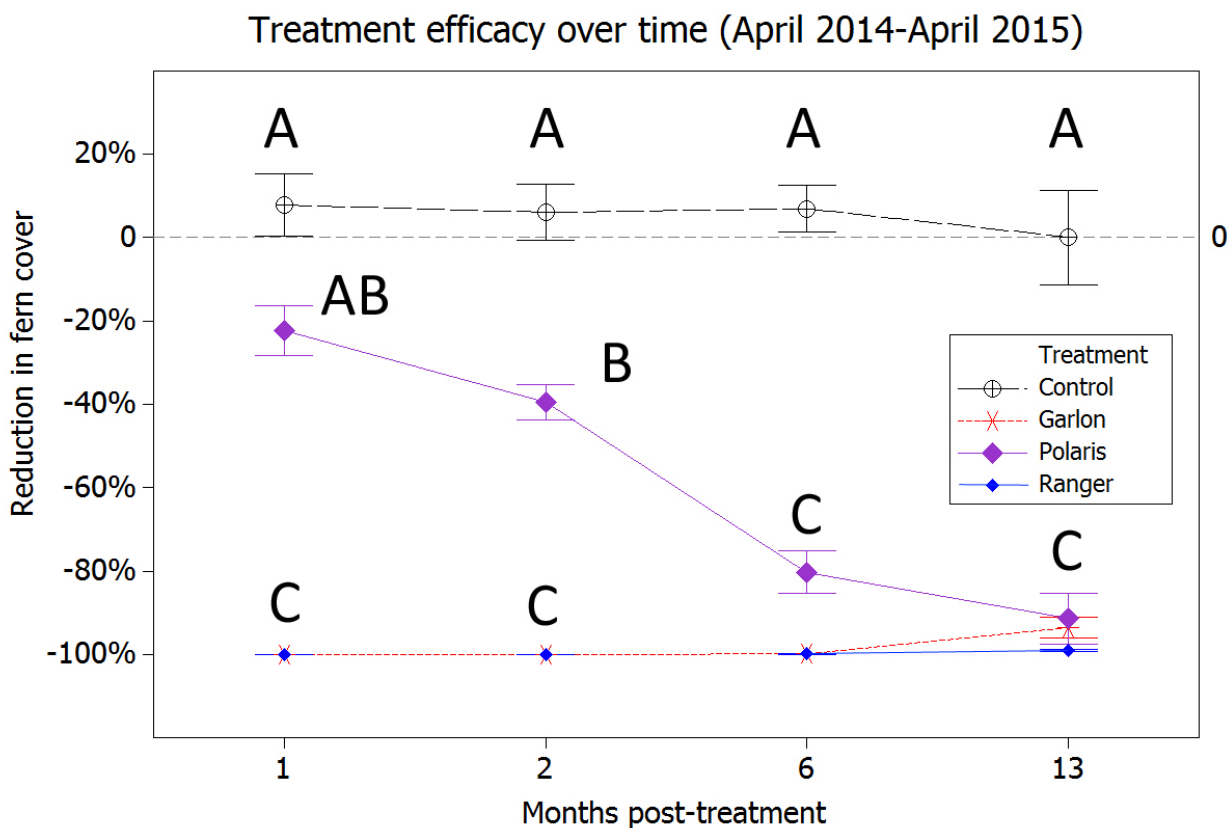 Treatment efficacy over time (April 2014-April 2015)
A A A A
20%
0 0
-20%
AB
B
-40%
-60%
-80%
C C
C C
-100%
Reduction in fern cover
Treatment
Control
Garlon
Polaris
Ranger
1 2 6 13
Months post-treatment